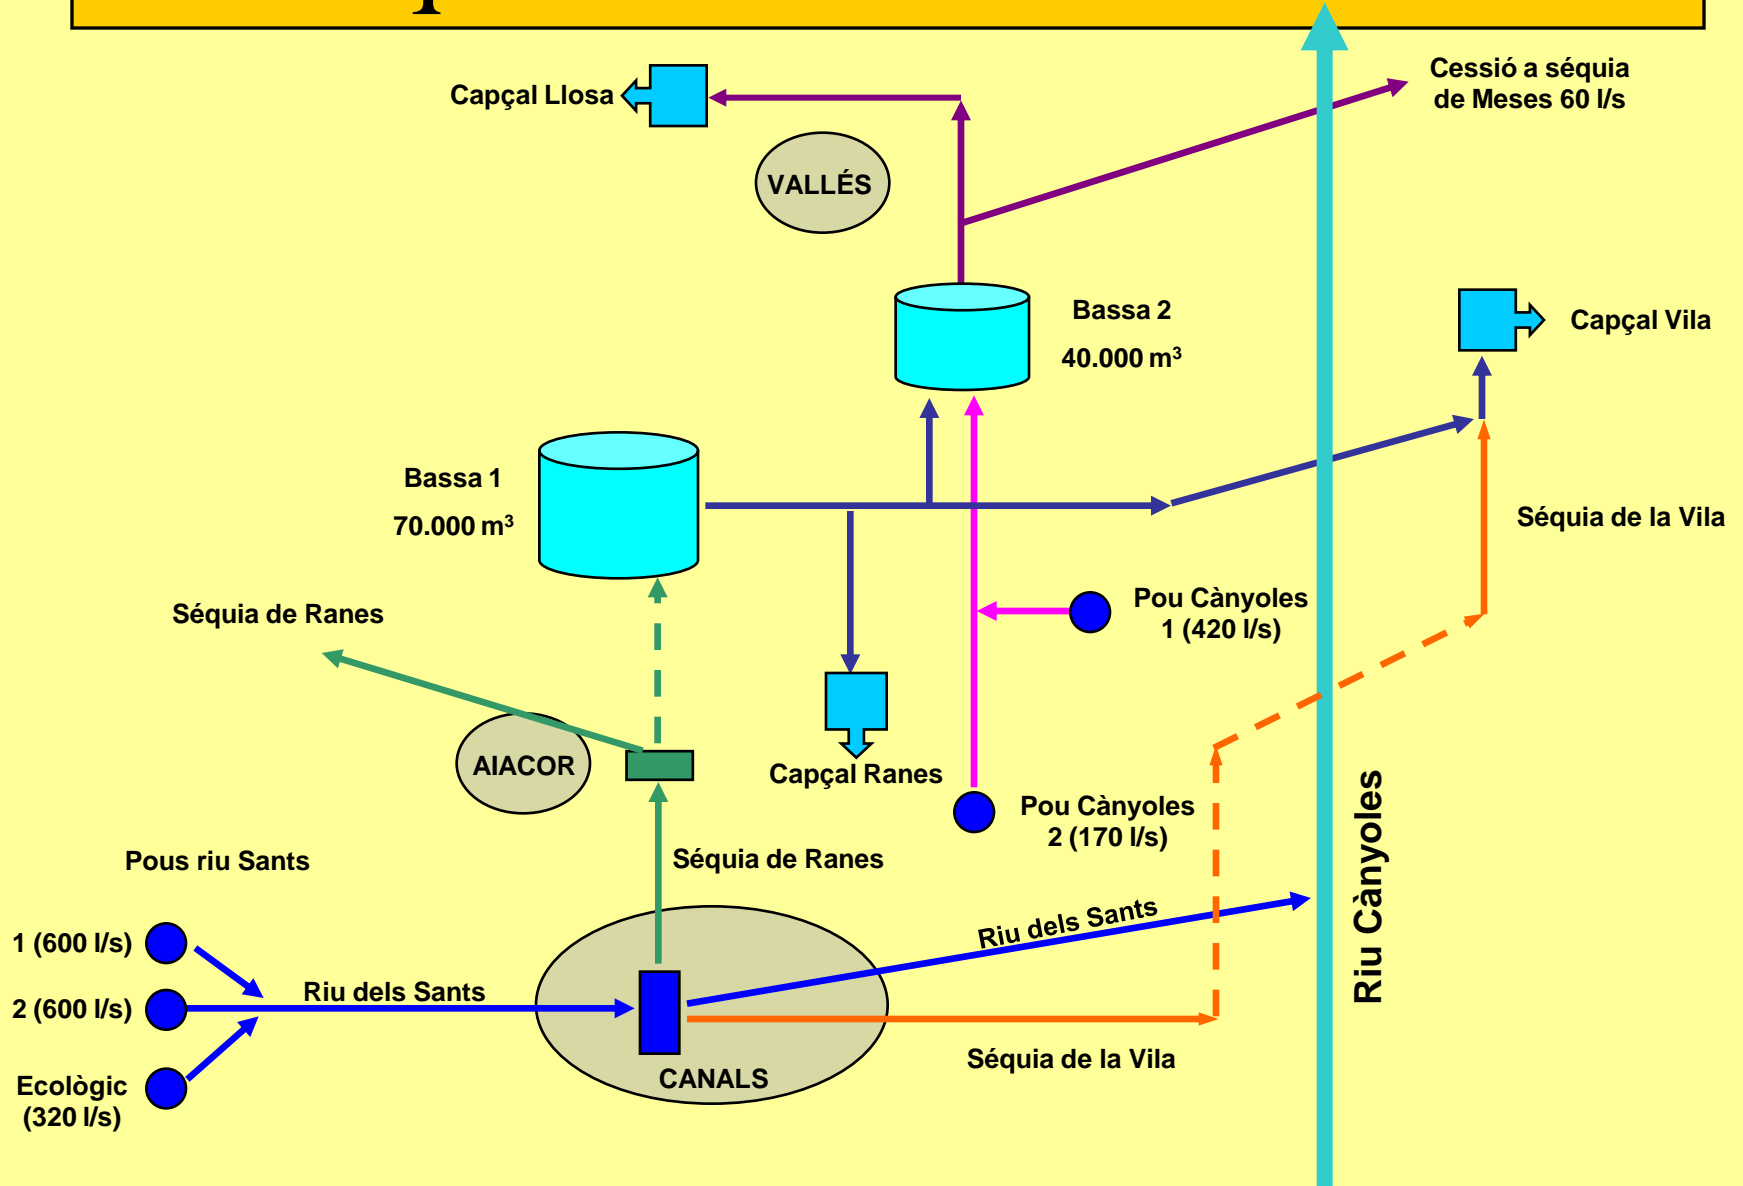 Cessió a séquia
de Meses 60 l/s
Capçal Llosa
VALLÉS
Bassa 2
40.000 m³
Capçal Vila
Bassa 1
70.000 m³
Séquia de la Vila
Séquia de Ranes
Pou Cànyoles
1 (420 l/s)
AIACOR
Capçal Ranes
Pou Cànyoles
2 (170 l/s)
Riu Cànyoles
Pous riu Sants
Séquia de Ranes
1 (600 l/s)
Riu dels Sants
Riu dels Sants
2 (600 l/s)
Séquia de la Vila
CANALS
Ecològic
(320 l/s)